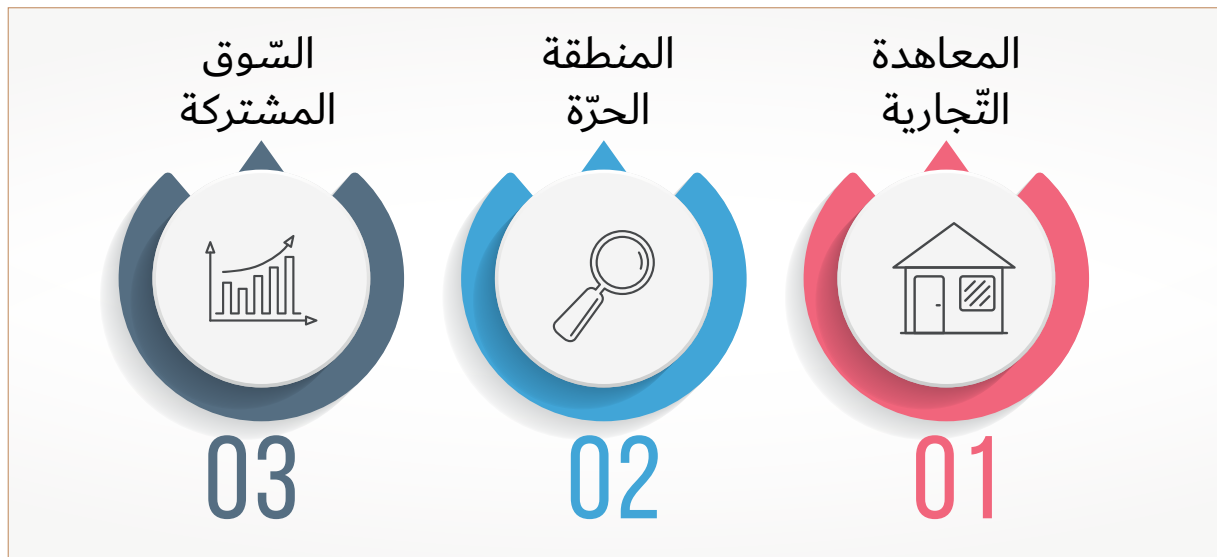 المعاهدة
التّجارية
01
المنطقة
الحرّة
02
السّوق
المشتركة
03